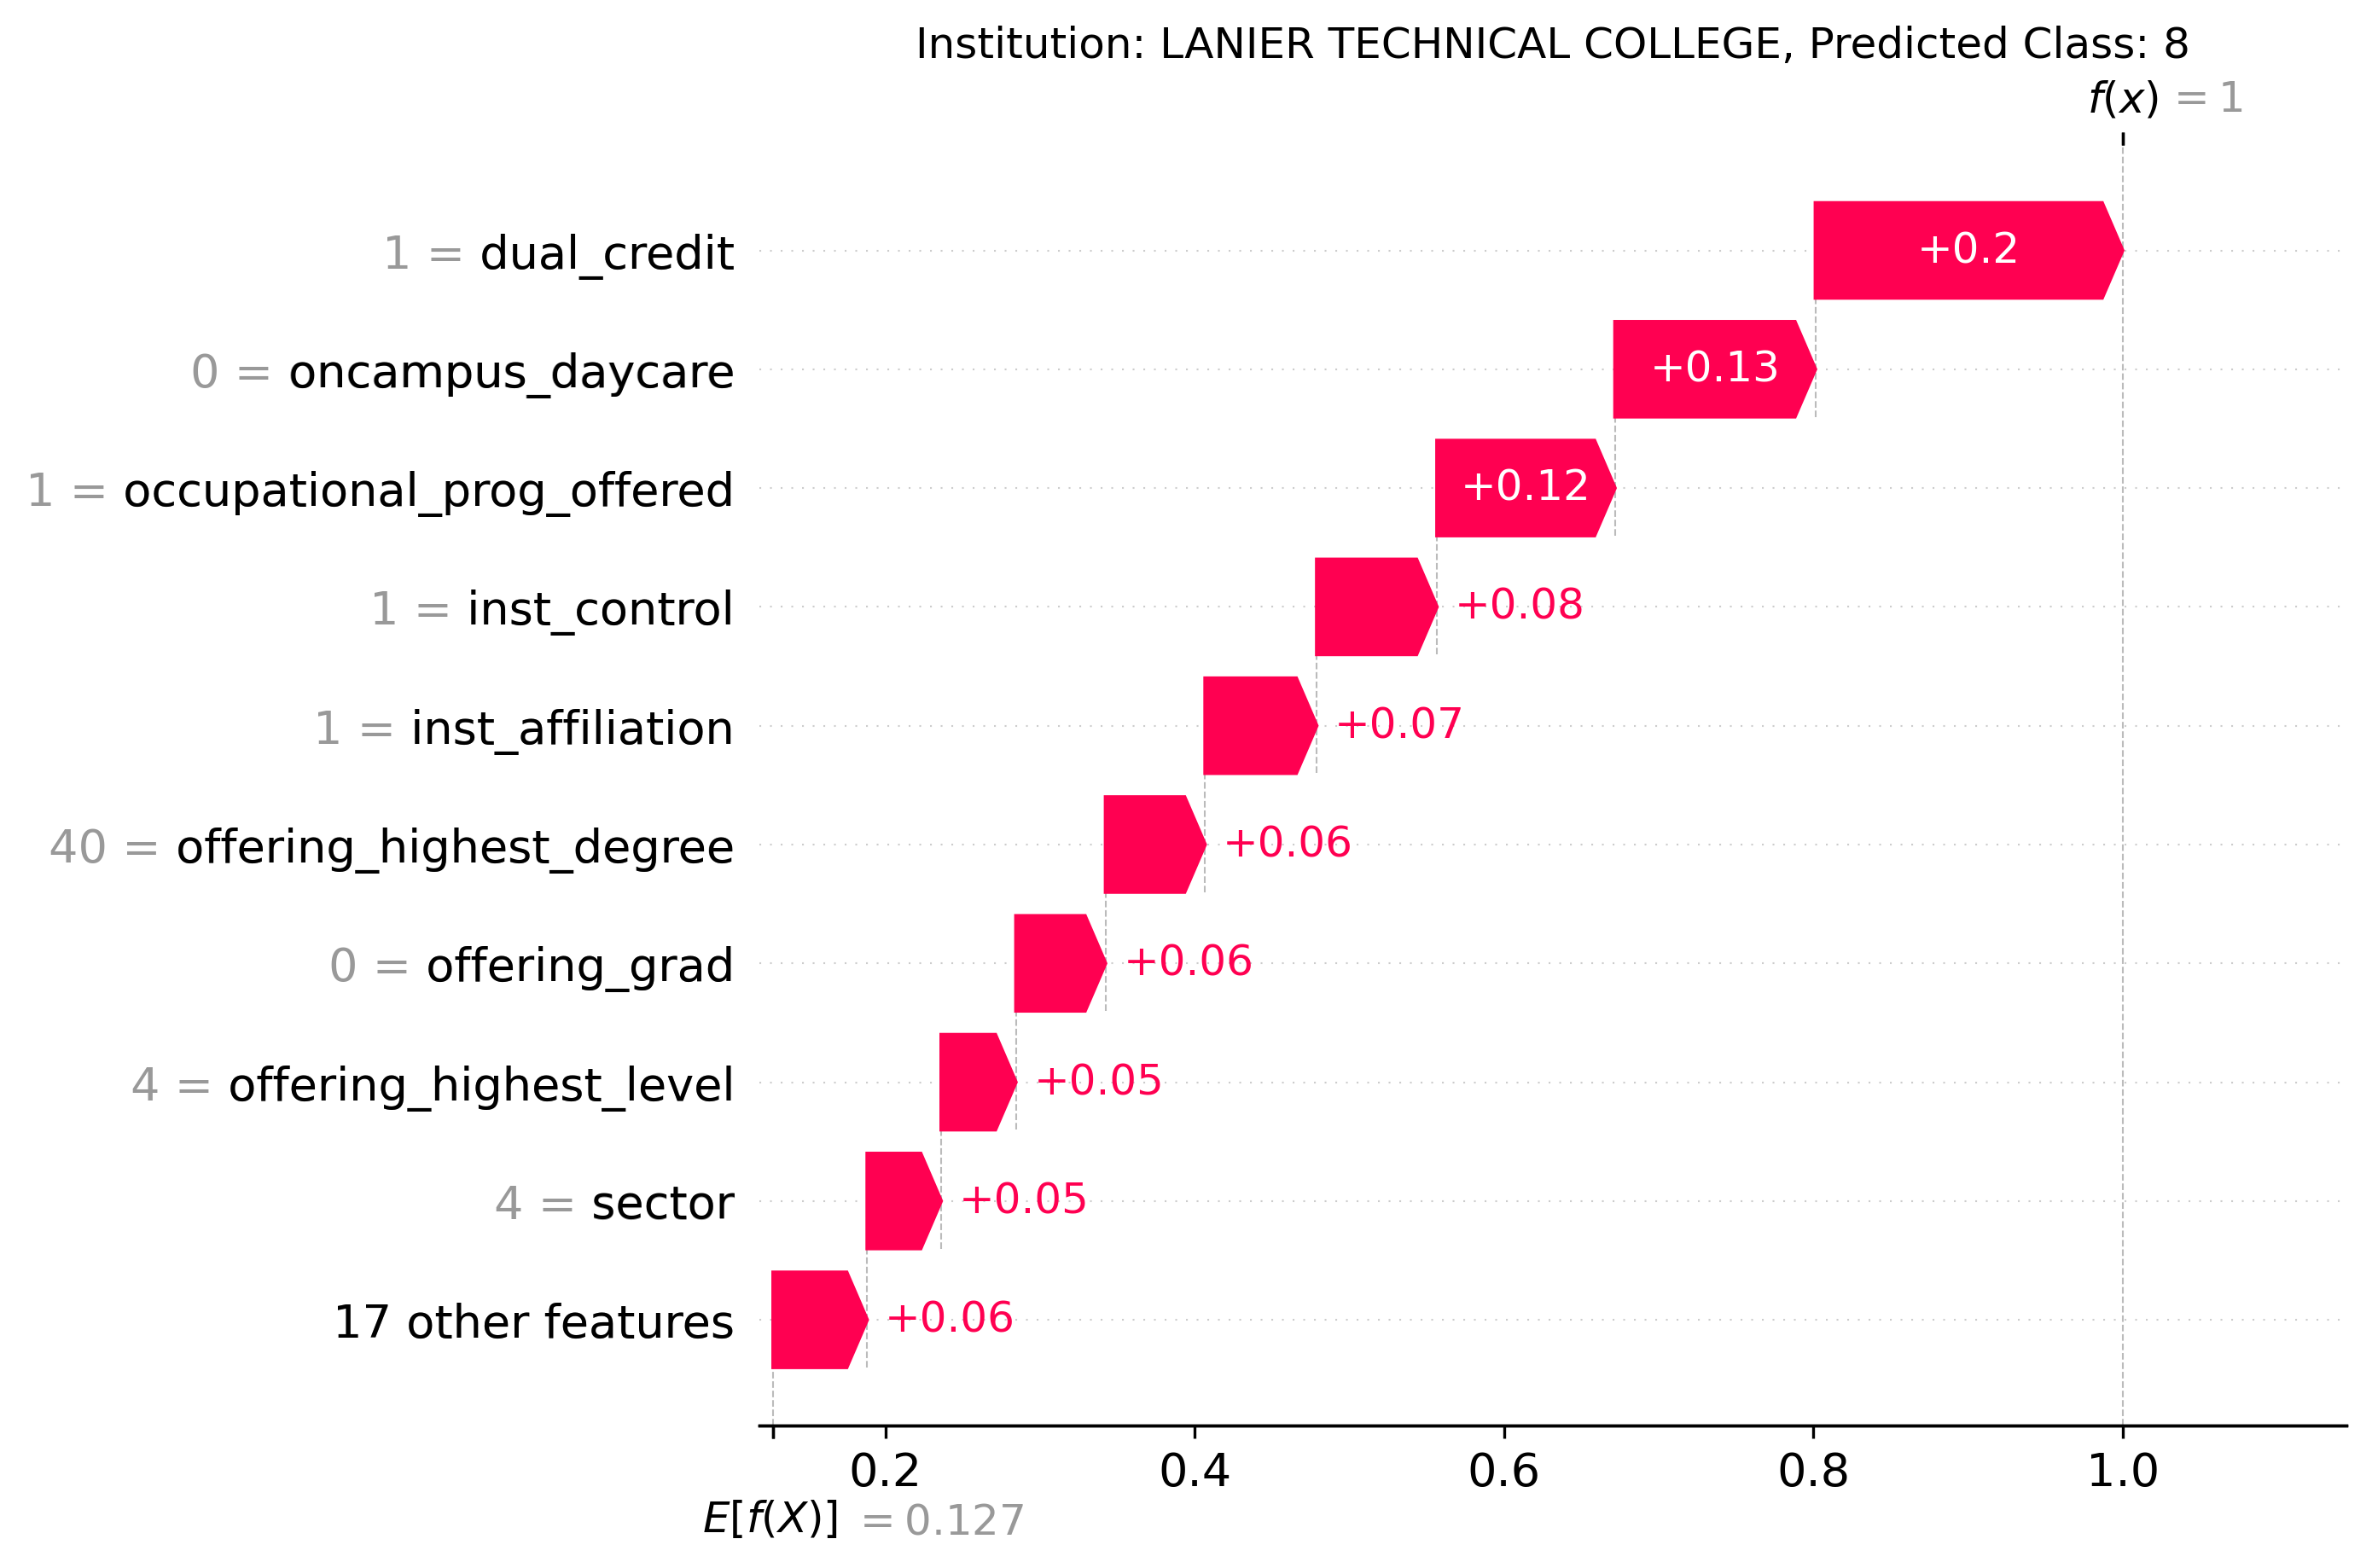 Institution: LANIER TECHNICAL COLLEGE, Predicted Class: 8
f(x) = 1
1 = dual_credit +0.2
0 = oncampus_daycare +0.13
1 = occupational_prog_offered +0.12
1 = inst_control +0.08
1 = inst_affiliation +0.07
40 = offering_highest_degree +0.06
0 = offering_grad +0.06
4 = offering_highest_level +0.05
4 = sector +0.05
17 other features +0.06
0.2 0.4 0.6 0.8 1.0
E[f(X)] = 0.127